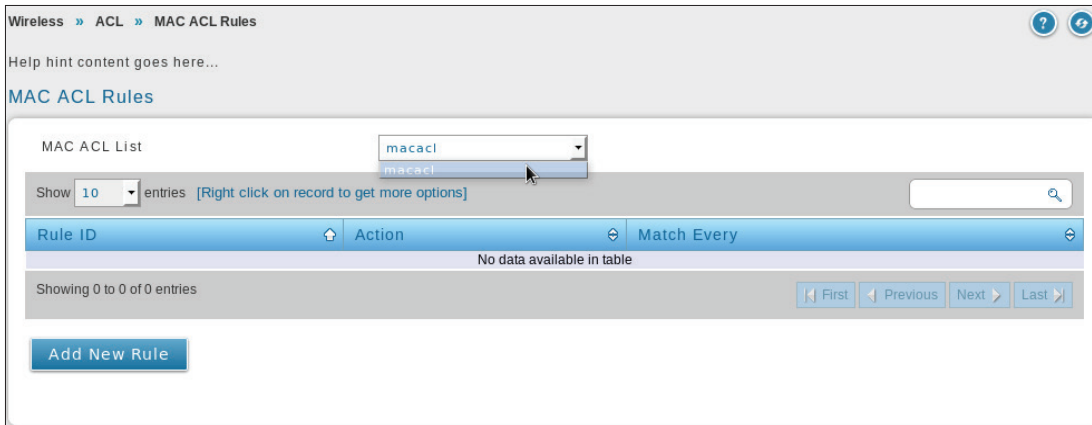 Wireless » ACL » MAC ACL Rules
?
Help hint content goes here...
MAC ACL Rules
MAC ACL List macacl
macacl
Show 10 entries [Right click on record to get more options]
Rule ID Action Match Every
No data available in table
Showing 0 to 0 of 0 entries First Previous Next Last
Add New Rule